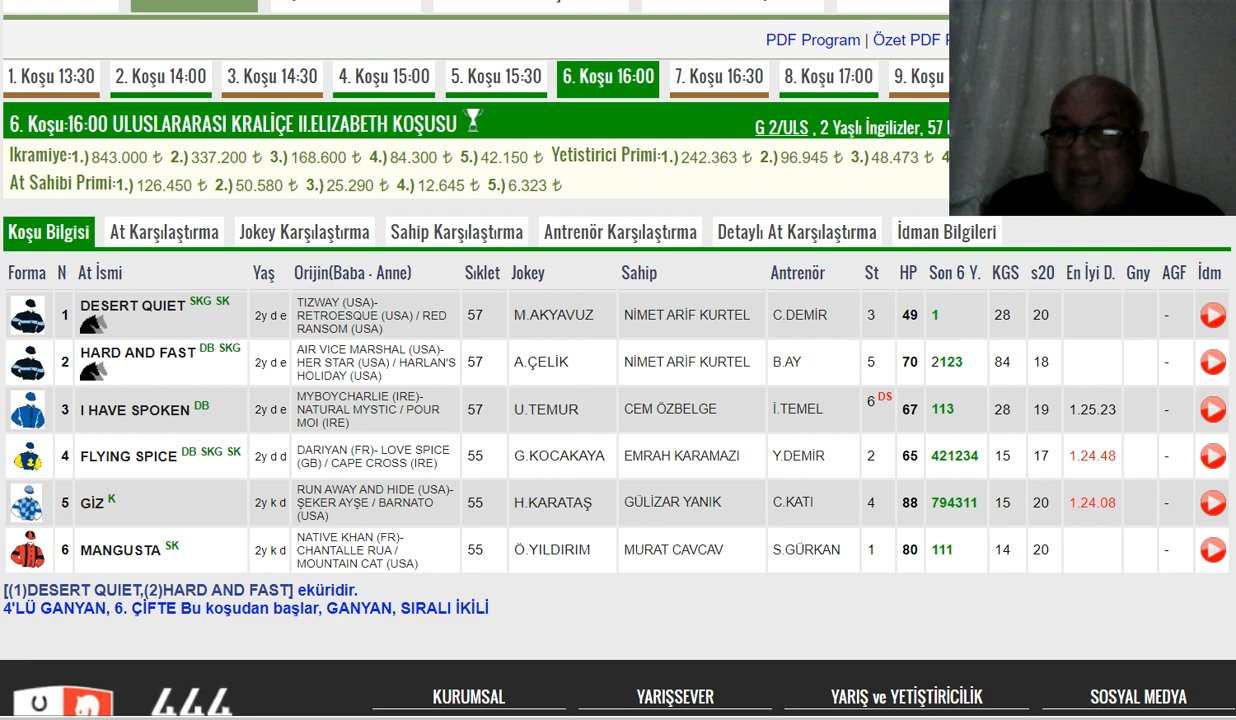 PDF Program | Özet PDF
1. Koşu 13:30 2. Koşu 14:00 3. Koşu 14:30 4. Koşu 15:00 5. Koşu 15:30 6. Koşu 16:00 7. Koşu 16:30 8. Koşu 17:00 9. Koşu
6. Koşu:16:00 ULUSLARARASI KRALİÇE II.ELIZABETH KOŞUSU G 2/ULS , 2 Yaşlı İngilizler, 57
İkramiye:1.) 843.000 ₺ 2.) 337.200 ₺ 3.) 168.600 ₺ 4.) 84.300 ₺ 5.) 42.150 ₺ Yetistirici Primi:1.) 242.363 ₺ 2.) 96.945 ₺ 3.) 48.473 ₺ 4
At Sahibi Primi:1.) 126.450 ₺ 2.) 50.580 ₺ 3.) 25.290 ₺ 4.) 12.645 ₺ 5.) 6.323 ₺
Koşu Bilgisi At Karşılaştırma Jokey Karşılaştırma Sahip Karşılaştırma Antrenör Karşılaştırma Detaylı At Karşılaştırma İdman Bilgileri
Forma N At İsmi Yaş Orijin(Baba - Anne) Sıklet Jokey Sahip Antrenör St HP Son 6 Y. KGS s20 En İyi D. Gny AGF İdm
1 DESERT QUIET SKG SK 2y d e TIZWAY (USA)- RETROESQUE (USA) / RED RANSOM (USA) 57 M.AKYAVUZ NİMET ARİF KURTEL C.DEMİR 3 49 1 28 20 -
2 HARD AND FAST DB SKG 2y d e AIR VICE MARSHAL (USA)- HER STAR (USA) / HARLAN'S HOLIDAY (USA) 57 A.ÇELİK NİMET ARİF KURTEL B.AY 5 70 2123 84 18 -
3 I HAVE SPOKEN DB 2y d e MYBOYCHARLIE (IRE)- NATURAL MYSTIC / POUR MOI (IRE) 57 U.TEMUR CEM ÖZBELGE İ.TEMEL 6 DS 67 113 28 19 1.25.23 -
4 FLYING SPICE DB SKG SK 2y d d DARIYAN (FR)- LOVE SPICE (GB) / CAPE CROSS (IRE) 55 G.KOCAKAYA EMRAH KARAMAZI Y.DEMİR 2 65 421234 15 17 1.24.48 -
5 GİZ K 2y k d RUN AWAY AND HIDE (USA)- ŞEKER AYŞE / BARNATO (USA) 55 H.KARATAŞ GÜLİZAR YANIK C.KATI 4 88 794311 15 20 1.24.08 -
6 MANGUSTA SK 2y k d NATIVE KHAN (FR)- CHANTALLE RUA / MOUNTAIN CAT (USA) 55 Ö.YILDIRIM MURAT CAVCAV S.GÜRKAN 1 80 111 14 20 -
[(1)DESERT QUIET,(2)HARD AND FAST] eküridir.
4'LÜ GANYAN, 6. ÇİFTE Bu koşudan başlar, GANYAN, SIRALI İKİLİ
444 KURUMSAL YARIŞSEVER YARIŞ ve YETİŞTİRİCİLİK SOSYAL MEDYA